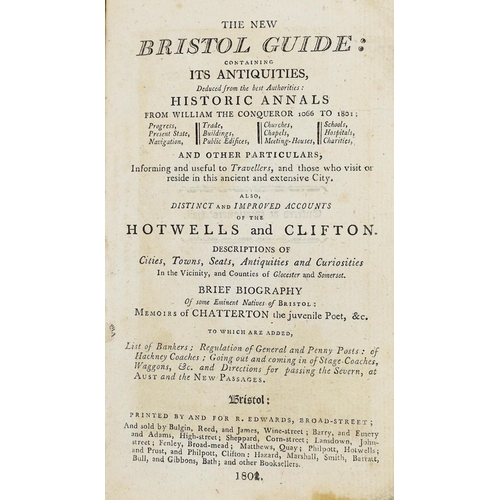 THE NEW
BRISTOL GUIDE:
CONTAINING
ITS ANTIQUITIES,
Deduced from the best Authorities:
HISTORIC ANNALS
FROM WILLIAM THE CONQUEROR 1066 TO 1801;
Progress, Trade, Churches, Schools,
Present State, Buildings, Chapels, Hospitals,
Navigation, Public Edifices, Meeting-Houses, Charities,
AND OTHER PARTICULARS,
Informing and useful to Travellers, and those who visit or
reside in this ancient and extensive City.
ALSO,
DISTINCT AND IMPROVED ACCOUNTS
OF THE
HOTWELLS and CLIFTON.
DESCRIPTIONS OF
Cities, Towns, Seats, Antiquities and Curiosities
In the Vicinity, and Counties of Glocester and Somerset.
BRIEF BIOGRAPHY
Of some Eminent Natives of BRISTOL:
MEMOIRS OF CHATTERTON the juvenile Poet, &c.
TO WHICH ARE ADDED,
List of Bankers; Regulation of General and Penny Posts: of
Hackney Coaches: Going out and coming in of Stage-Coaches,
Waggons, &c. and Directions for passing the Severn, at
AUST and the NEW PASSAGES.
Bristol:
PRINTED BY AND FOR R. EDWARDS, BROAD-STREET;
And sold by Bulgin, Reed, and James, Wine-street; Barry, and Emery
and Adams, High-street; Sheppard, Corn-street; Lansdown, John-
street; Fenley, Broad-mead; Matthews, Quay; Philpott, Hotwells;
and Prust, and Philpott, Clifton: Hazard, Marshall, Smith, Barratt,
Bull, and Gibbons, Bath; and other Booksellers.
1802.